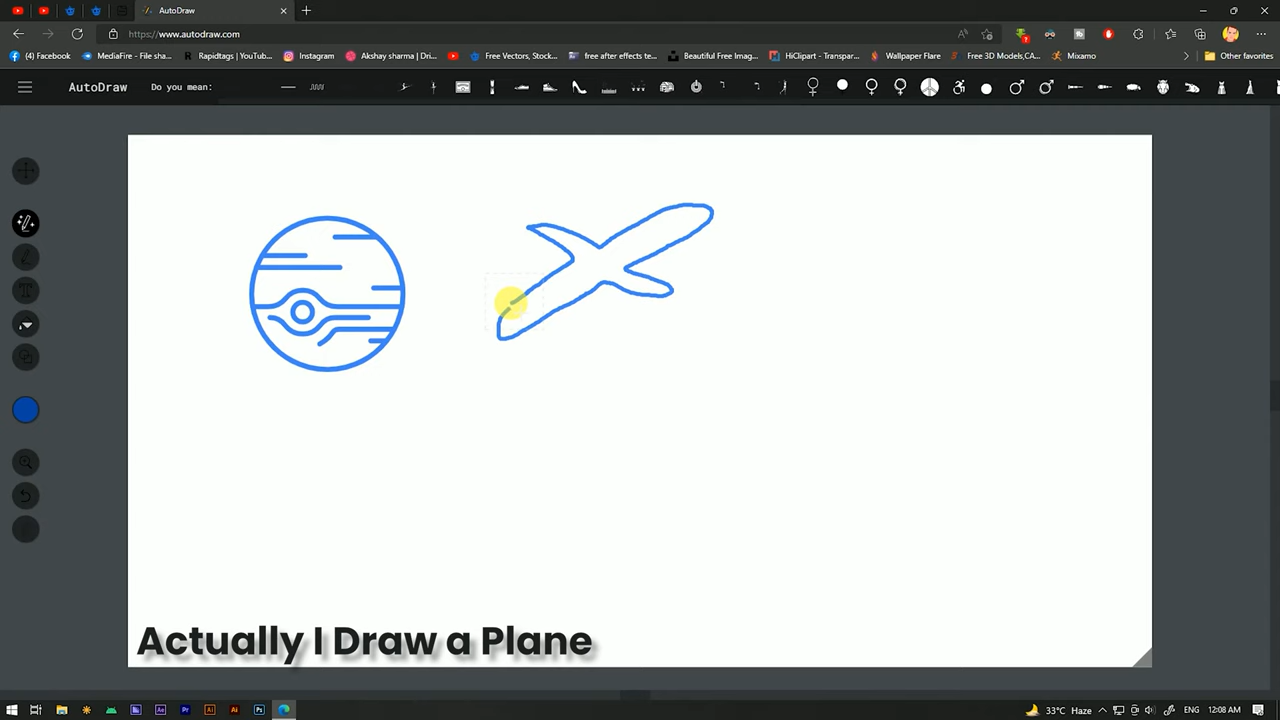 AutoDraw
https://www.autodraw.com
(4) Facebook
MediaFire - File sha...
Rapidtags | YouTub...
Instagram
Akshay sharma | Dri...
Free Vectors, Stock...
free after effects te...
Beautiful Free Imag...
HiClipart - Transpar...
Wallpaper Flare
Free 3D Models,CA...
Mixamo
Other favorites
AutoDraw
Do you mean:
Actually I Draw a Plane
33°C Haze
ENG
12:08 AM